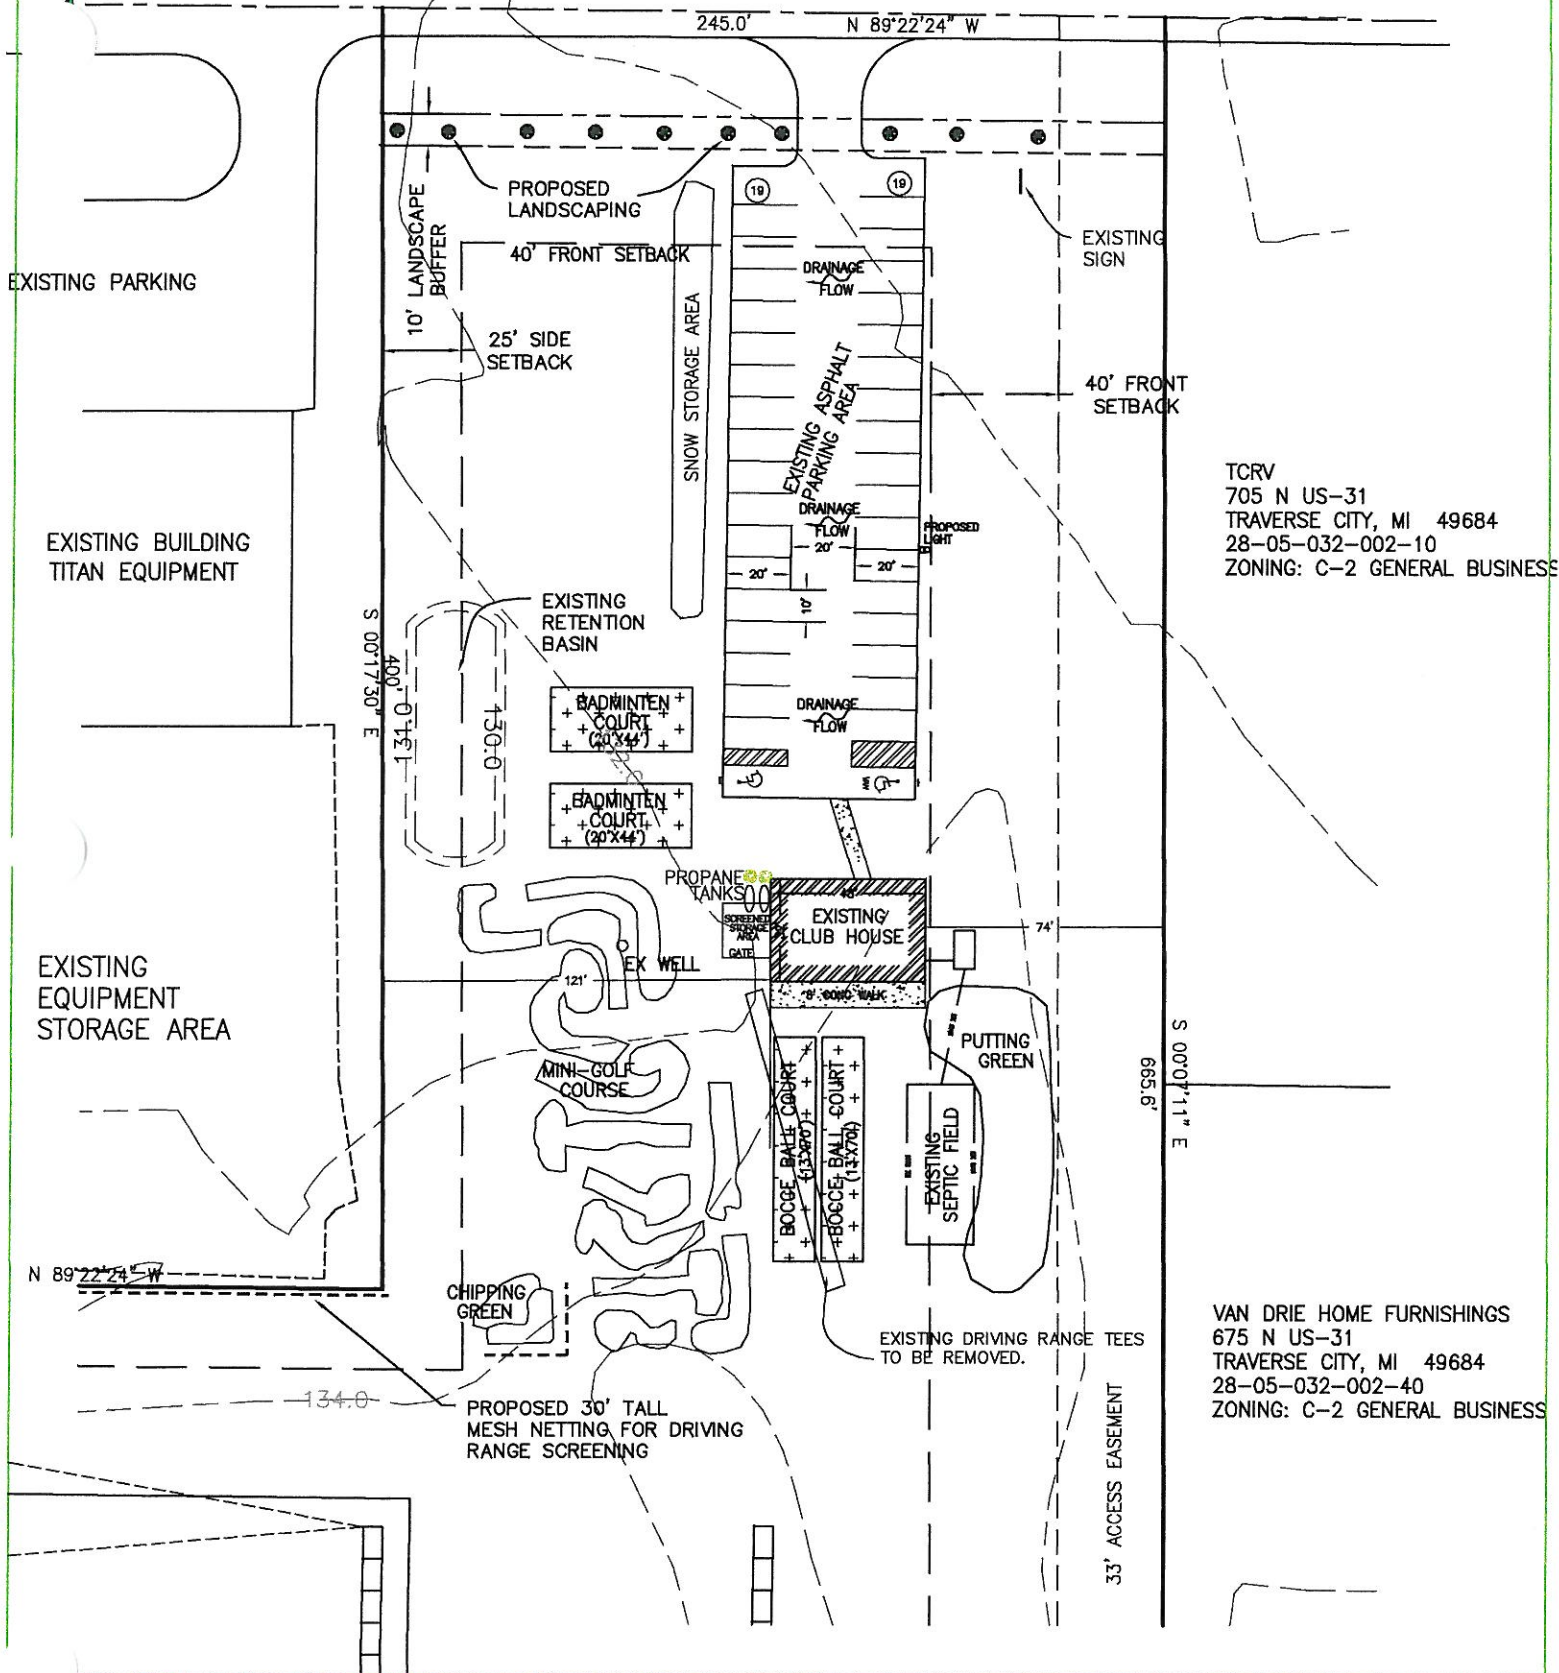 245.0'
N 89°22'24" W
PROPOSED
LANDSCAPING
19
19
10' LANDSCAPE
BUFFER
EXISTING
SIGN
40' FRONT SETBACK
EXISTING PARKING
DRAINAGE
FLOW
SNOW STORAGE AREA
25' SIDE
SETBACK
EXISTING ASPHALT
PARKING AREA
40' FRONT
SETBACK
TCRV
705 N US-31
TRAVERSE CITY, MI 49684
28-05-032-002-10
ZONING: C-2 GENERAL BUSINESS
DRAINAGE
FLOW
PROPOSED
LIGHT
20'
20'
20'
10'
EXISTING BUILDING
TITAN EQUIPMENT
EXISTING
RETENTION
BASIN
S 00°17'30" E
400'
131.0
130.0
BADMINTEN
COURT
(20'X44')
DRAINAGE
FLOW
BADMINTEN
COURT
(20'X44')
PROPANE
TANKS
48'
EXISTING
CLUB HOUSE
SCREENED
STORAGE
AREA
GATE
74'
EX WELL
121'
8' CONC WALK
EXISTING
EQUIPMENT
STORAGE AREA
PUTTING
GREEN
S 00°07'11" E
665.6'
MINI-GOLF
COURSE
BOCCE BALL COURT
(13'X70')
BOCCE BALL COURT
(13'X70')
EXISTING
SEPTIC FIELD
N 89°22'24" W
CHIPPING
GREEN
EXISTING DRIVING RANGE TEES
TO BE REMOVED.
VAN DRIE HOME FURNISHINGS
675 N US-31
TRAVERSE CITY, MI 49684
28-05-032-002-40
ZONING: C-2 GENERAL BUSINESS
134.0
PROPOSED 30' TALL
MESH NETTING FOR DRIVING
RANGE SCREENING
33' ACCESS EASEMENT